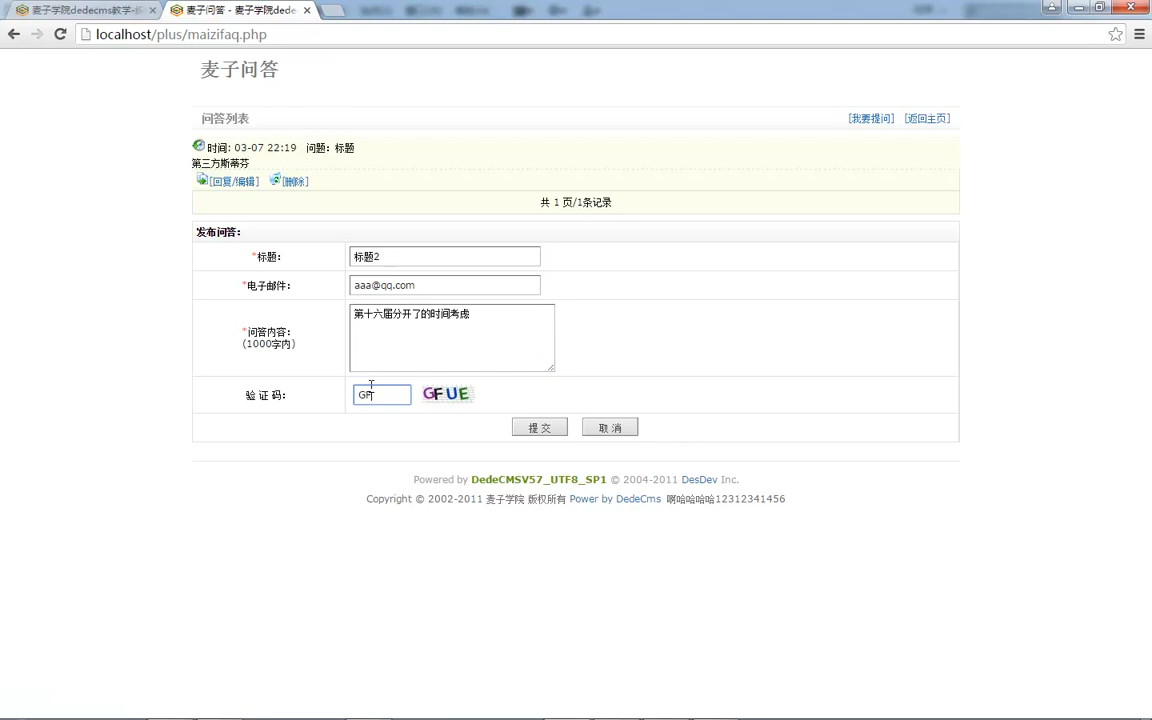 麦子学院dedecms教学-
麦子问答 - 麦子学院dede
localhost/plus/maizifaq.php
麦子问答
问答列表 [我要提问] [返回主页]
时间: 03-07 22:19 问题: 标题
第三方斯蒂芬
[回复/编辑] [删除]
共 1 页/1条记录
发布问答:
*标题: 标题2
*电子邮件: aaa@qq.com
*问答内容: 第十六届分开了的时间考虑
(1000字内)
验 证 码: GF GFUE
提 交 取 消
Powered by DedeCMSV57_UTF8_SP1 © 2004-2011 DesDev Inc.
Copyright © 2002-2011 麦子学院 版权所有 Power by DedeCms 啊哈哈哈哈12312341456